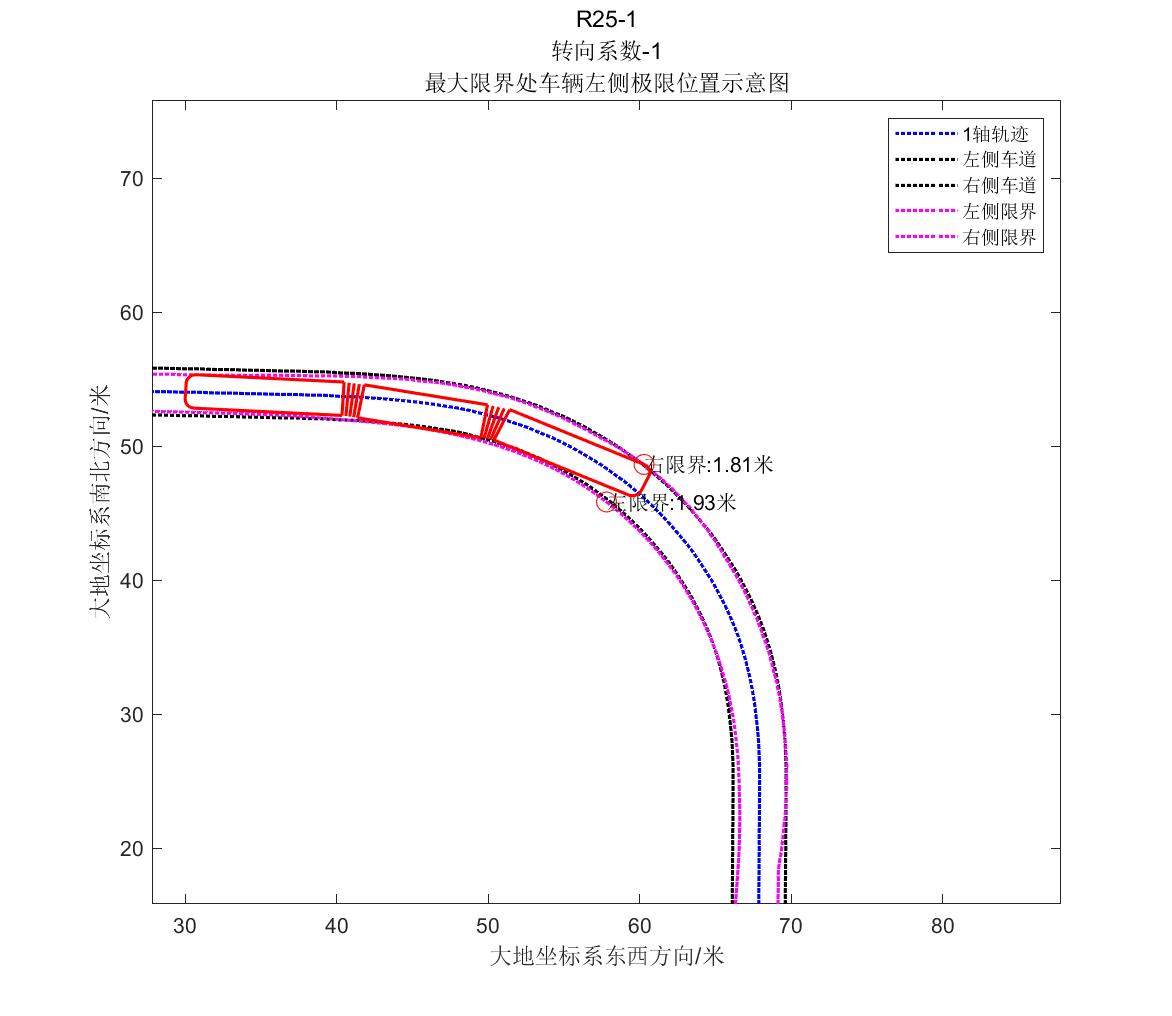 R25-1
转向系数-1
最大限界处车辆左侧极限位置示意图
1轴轨迹
左侧车道
右侧车道
左侧限界
右侧限界
70
60
50
40
30
20
大地坐标系南北方向/米
右限界:1.81米
左限界:1.93米
30
40
50
60
70
80
大地坐标系东西方向/米